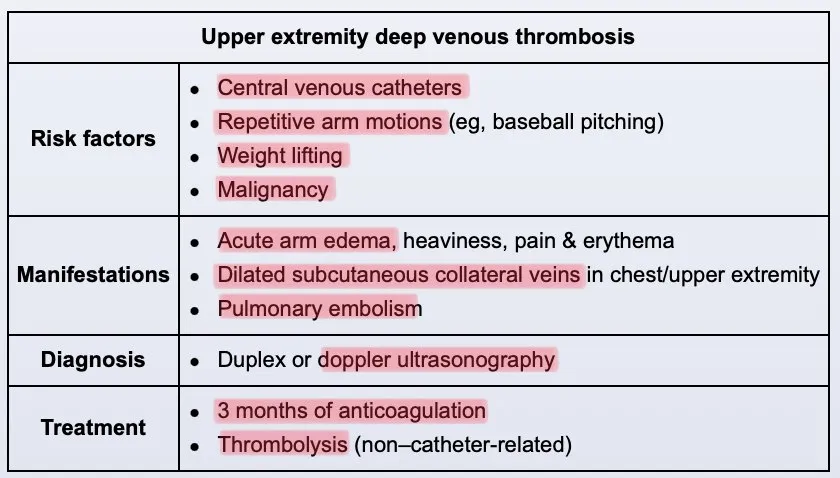 Upper extremity deep venous thrombosis
Risk factors
• Central venous catheters
• Repetitive arm motions (eg, baseball pitching)
• Weight lifting
• Malignancy
Manifestations
• Acute arm edema, heaviness, pain & erythema
• Dilated subcutaneous collateral veins in chest/upper extremity
• Pulmonary embolism
Diagnosis
• Duplex or doppler ultrasonography
Treatment
• 3 months of anticoagulation
• Thrombolysis (non–catheter-related)